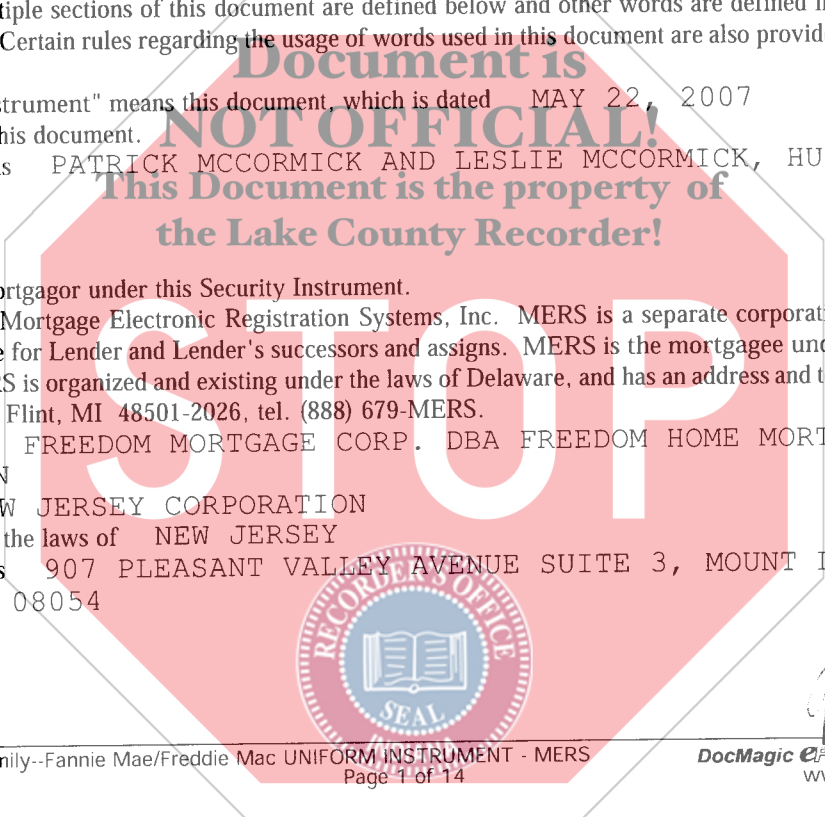 tiple sections of this document are defined below and other words are defined i
Certain rules regarding the usage of words used in this document are also provid
Document is
strument" means this document, which is dated MAY 22, 2007
his document.
NOT OFFICIAL!
s PATRICK MCCORMICK AND LESLIE MCCORMICK, HU
This Document is the property of
the Lake County Recorder!
ortgagor under this Security Instrument.
Mortgage Electronic Registration Systems, Inc. MERS is a separate corporati
e for Lender and Lender's successors and assigns. MERS is the mortgagee und
RS is organized and existing under the laws of Delaware, and has an address and t
Flint, MI 48501-2026, tel. (888) 679-MERS.
STOP
FREEDOM MORTGAGE CORP. DBA FREEDOM HOME MORT
N
W JERSEY CORPORATION
the laws of NEW JERSEY
s 907 PLEASANT VALLEY AVENUE SUITE 3, MOUNT L
08054
RECORDER'S OFFICE
SEAL
INDIANA
mily--Fannie Mae/Freddie Mac UNIFORM INSTRUMENT - MERS
DocMagic
Page 1 of 14